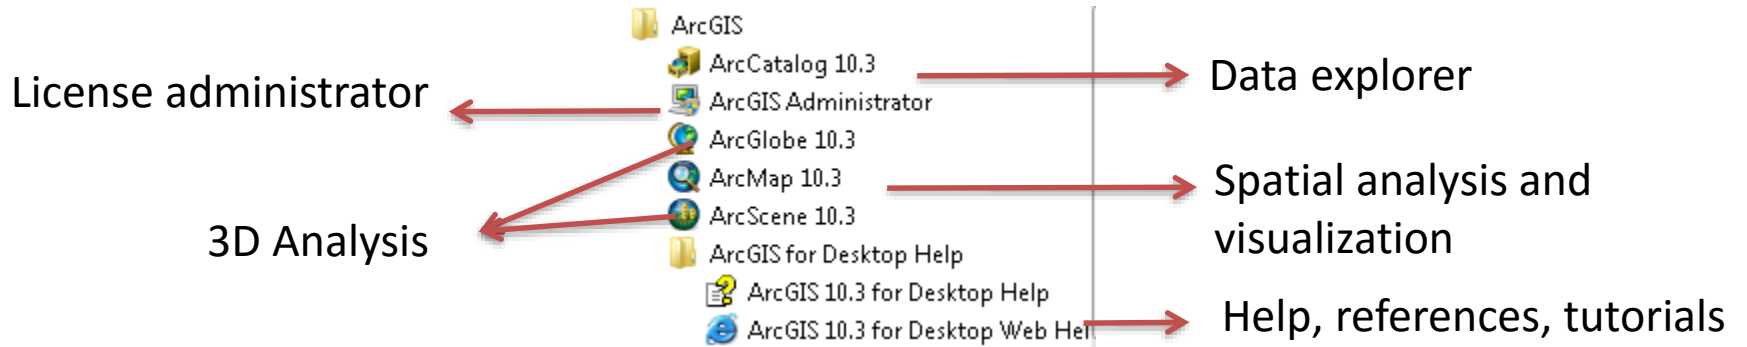 License administrator
3D Analysis
ArcGIS
ArcCatalog 10.3
ArcGIS Administrator
ArcGlobe 10.3
ArcMap 10.3
ArcScene 10.3
ArcGIS for Desktop Help
ArcGIS 10.3 for Desktop Help
ArcGIS 10.3 for Desktop Web Hel
Data explorer
Spatial analysis and
visualization
Help, references, tutorials